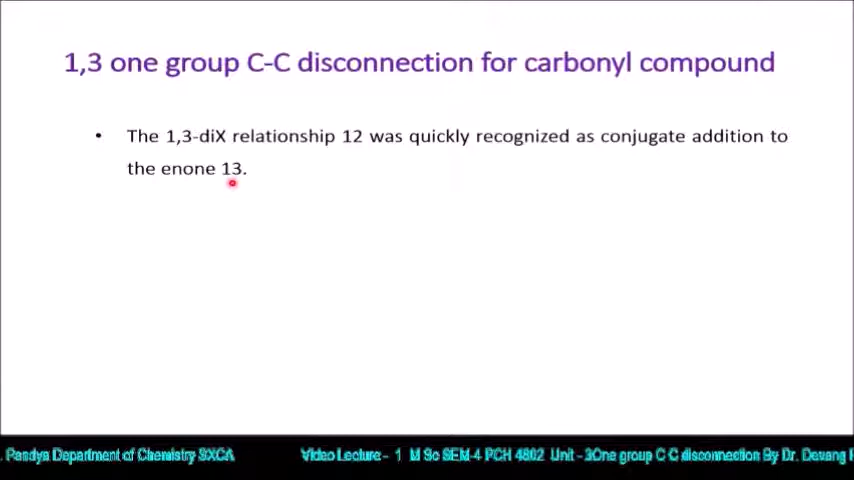 1,3 one group C-C disconnection for carbonyl compound
• The 1,3-diX relationship 12 was quickly recognized as conjugate addition to
the enone 13.
. Pandya Department of Chemistry SXCA Video Lecture - 1 M Sc SEM-4 PCH 4802 Unit - 3One group C C disconnection By Dr. Devang